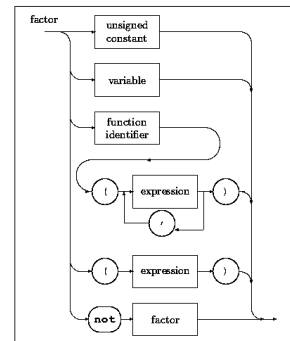 factor
unsigned
constant
variable
function
identifier
( expression )
,
( expression )
not factor